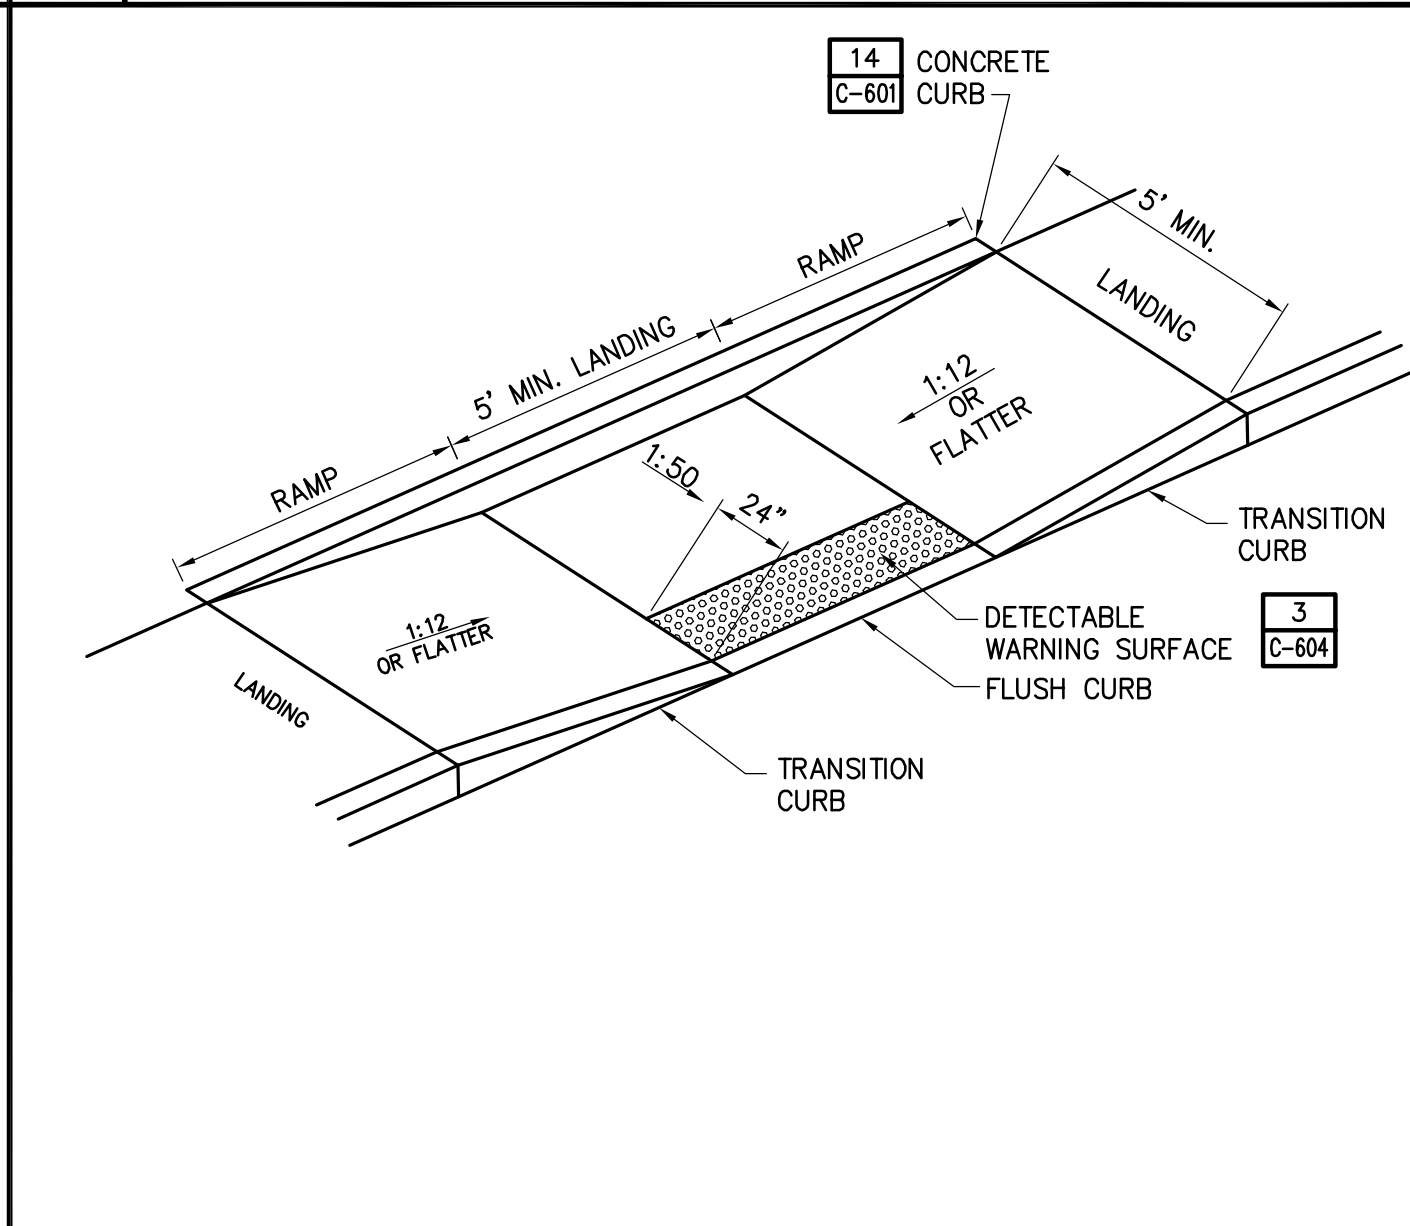 14
C-601
CONCRETE
CURB
5' MIN.
RAMP
LANDING
5' MIN. LANDING
1:12
OR
FLATTER
RAMP
1:50
24"
TRANSITION
CURB
1:12
OR FLATTER
DETECTABLE
WARNING SURFACE
3
C-604
FLUSH CURB
LANDING
TRANSITION
CURB